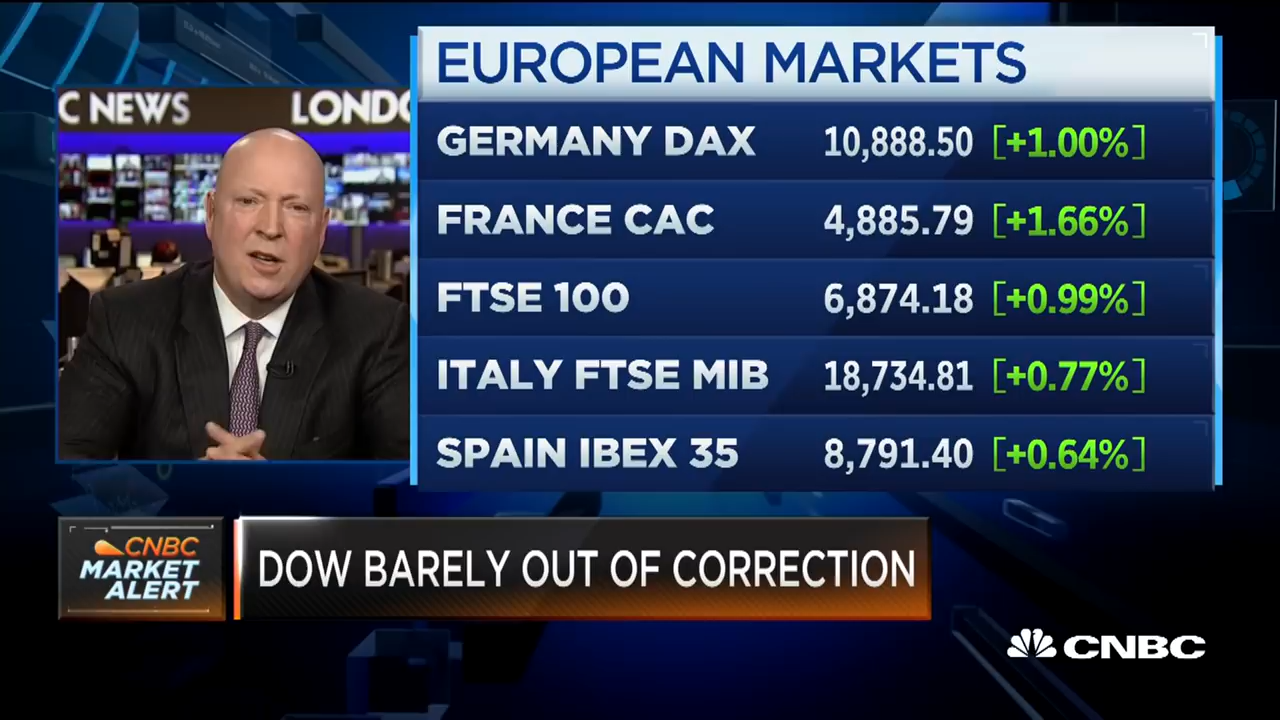 C NEWS LONDO
EUROPEAN MARKETS
GERMANY DAX 10,888.50 [+1.00%]
FRANCE CAC 4,885.79 [+1.66%]
FTSE 100 6,874.18 [+0.99%]
ITALY FTSE MIB 18,734.81 [+0.77%]
SPAIN IBEX 35 8,791.40 [+0.64%]
CNBC
MARKET
ALERT
DOW BARELY OUT OF CORRECTION
CNBC